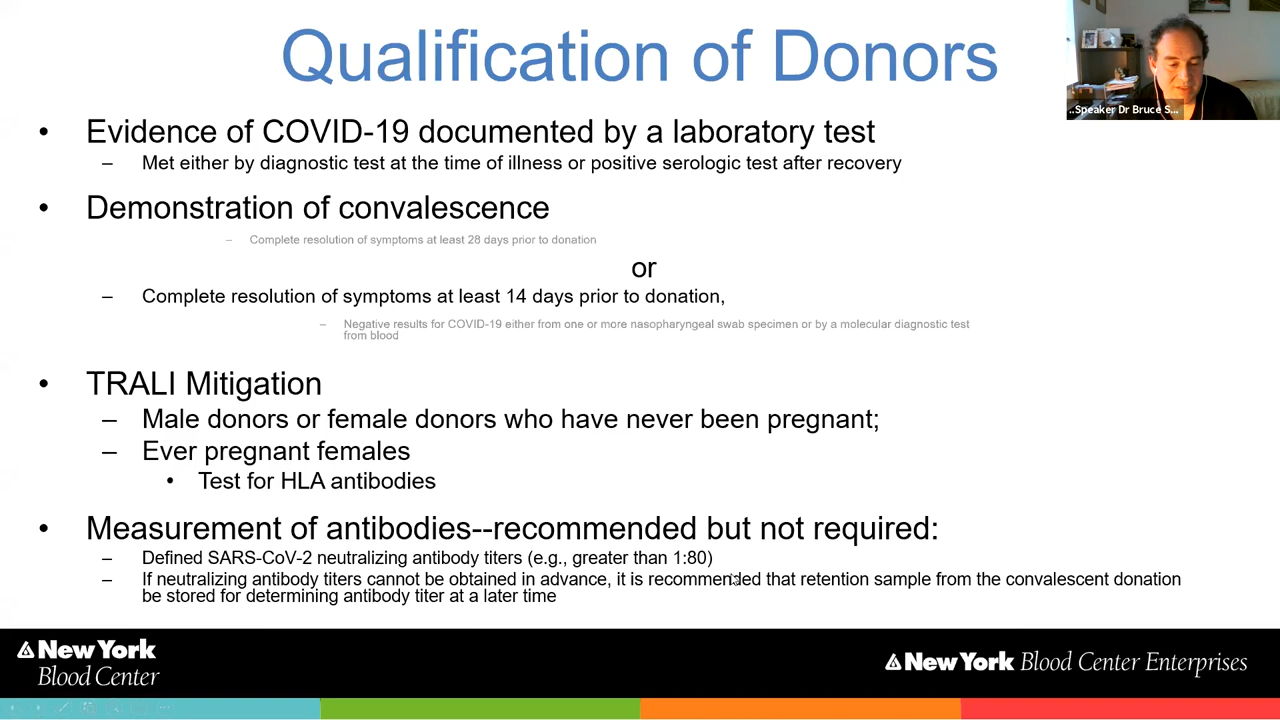 Qualification of Donors
..Speaker Dr Bruce S...
• Evidence of COVID-19 documented by a laboratory test
– Met either by diagnostic test at the time of illness or positive serologic test after recovery
• Demonstration of convalescence
– Complete resolution of symptoms at least 28 days prior to donation
or
– Complete resolution of symptoms at least 14 days prior to donation,
– Negative results for COVID-19 either from one or more nasopharyngeal swab specimen or by a molecular diagnostic test
from blood
• TRALI Mitigation
– Male donors or female donors who have never been pregnant;
– Ever pregnant females
• Test for HLA antibodies
• Measurement of antibodies--recommended but not required:
– Defined SARS-CoV-2 neutralizing antibody titers (e.g., greater than 1:80)
– If neutralizing antibody titers cannot be obtained in advance, it is recommended that retention sample from the convalescent donation
be stored for determining antibody titer at a later time
New York
Blood Center
New York Blood Center Enterprises